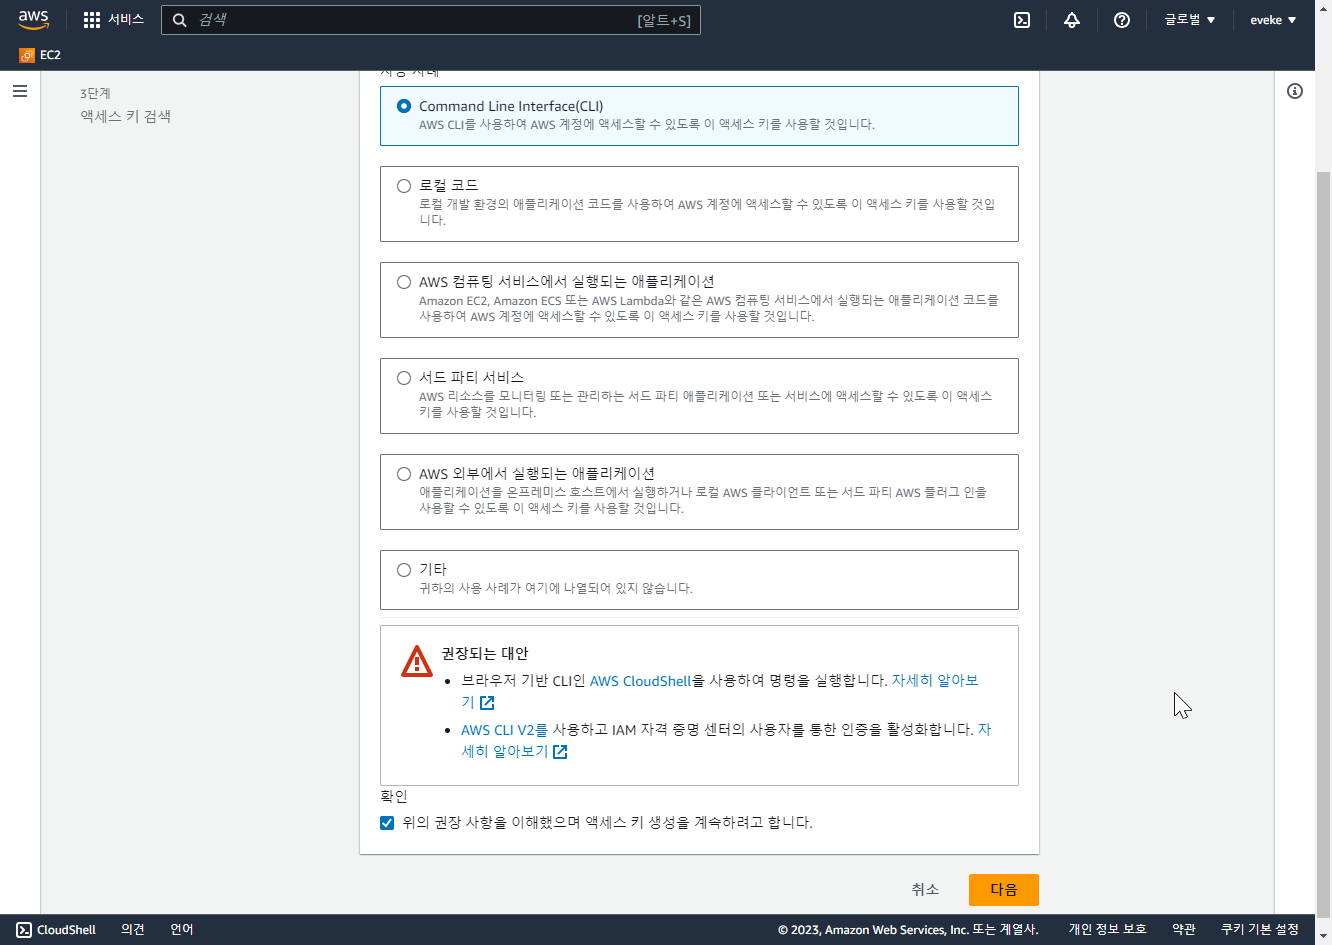 aws
서비스
검색
[알트+S]
글로벌
eveke
EC2
3단계
액세스 키 검색
사용 사례
Command Line Interface(CLI)
AWS CLI를 사용하여 AWS 계정에 액세스할 수 있도록 이 액세스 키를 사용할 것입니다.
로컬 코드
로컬 개발 환경의 애플리케이션 코드를 사용하여 AWS 계정에 액세스할 수 있도록 이 액세스 키를 사용할 것입
니다.
AWS 컴퓨팅 서비스에서 실행되는 애플리케이션
Amazon EC2, Amazon ECS 또는 AWS Lambda와 같은 AWS 컴퓨팅 서비스에서 실행되는 애플리케이션 코드를
사용하여 AWS 계정에 액세스할 수 있도록 이 액세스 키를 사용할 것입니다.
서드 파티 서비스
AWS 리소스를 모니터링 또는 관리하는 서드 파티 애플리케이션 또는 서비스에 액세스할 수 있도록 이 액세스
키를 사용할 것입니다.
AWS 외부에서 실행되는 애플리케이션
애플리케이션을 온프레미스 호스트에서 실행하거나 로컬 AWS 클라이언트 또는 서드 파티 AWS 플러그 인을
사용할 수 있도록 이 액세스 키를 사용할 것입니다.
기타
귀하의 사용 사례가 여기에 나열되어 있지 않습니다.
권장되는 대안
• 브라우저 기반 CLI인 AWS CloudShell을 사용하여 명령을 실행합니다. 자세히 알아보
기
• AWS CLI V2를 사용하고 IAM 자격 증명 센터의 사용자를 통한 인증을 활성화합니다. 자
세히 알아보기
확인
위의 권장 사항을 이해했으며 액세스 키 생성을 계속하려고 합니다.
취소
다음
CloudShell
의견
언어
© 2023, Amazon Web Services, Inc. 또는 계열사.
개인 정보 보호
약관
쿠키 기본 설정